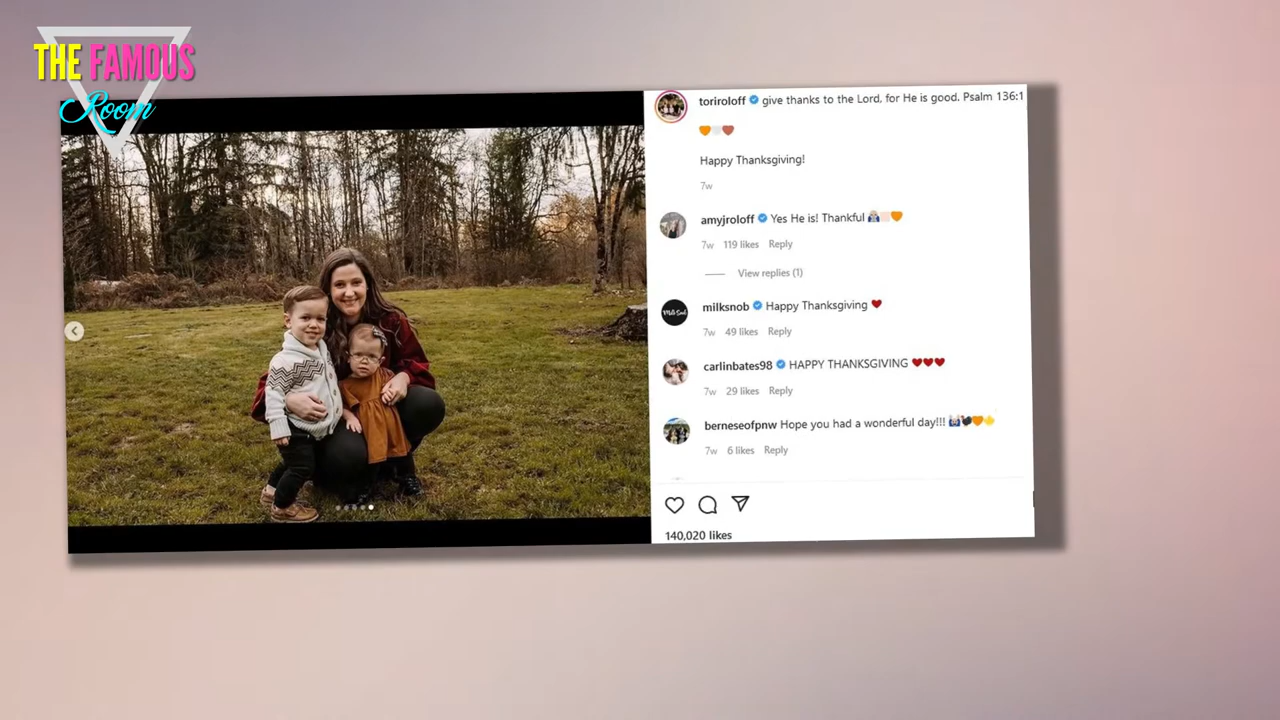 THE FAMOUS
Room
toriroloff give thanks to the Lord, for He is good. Psalm 136:1
🧡🤍🤎
Happy Thanksgiving!
7w
amyjroloff Yes He is! Thankful
7w 119 likes Reply
View replies (1)
milksnob Happy Thanksgiving ❤
7w 49 likes Reply
carlinbates98 HAPPY THANKSGIVING ❤❤❤
7w 29 likes Reply
berneseofpnw Hope you had a wonderful day!!!
7w 6 likes Reply
140,020 likes